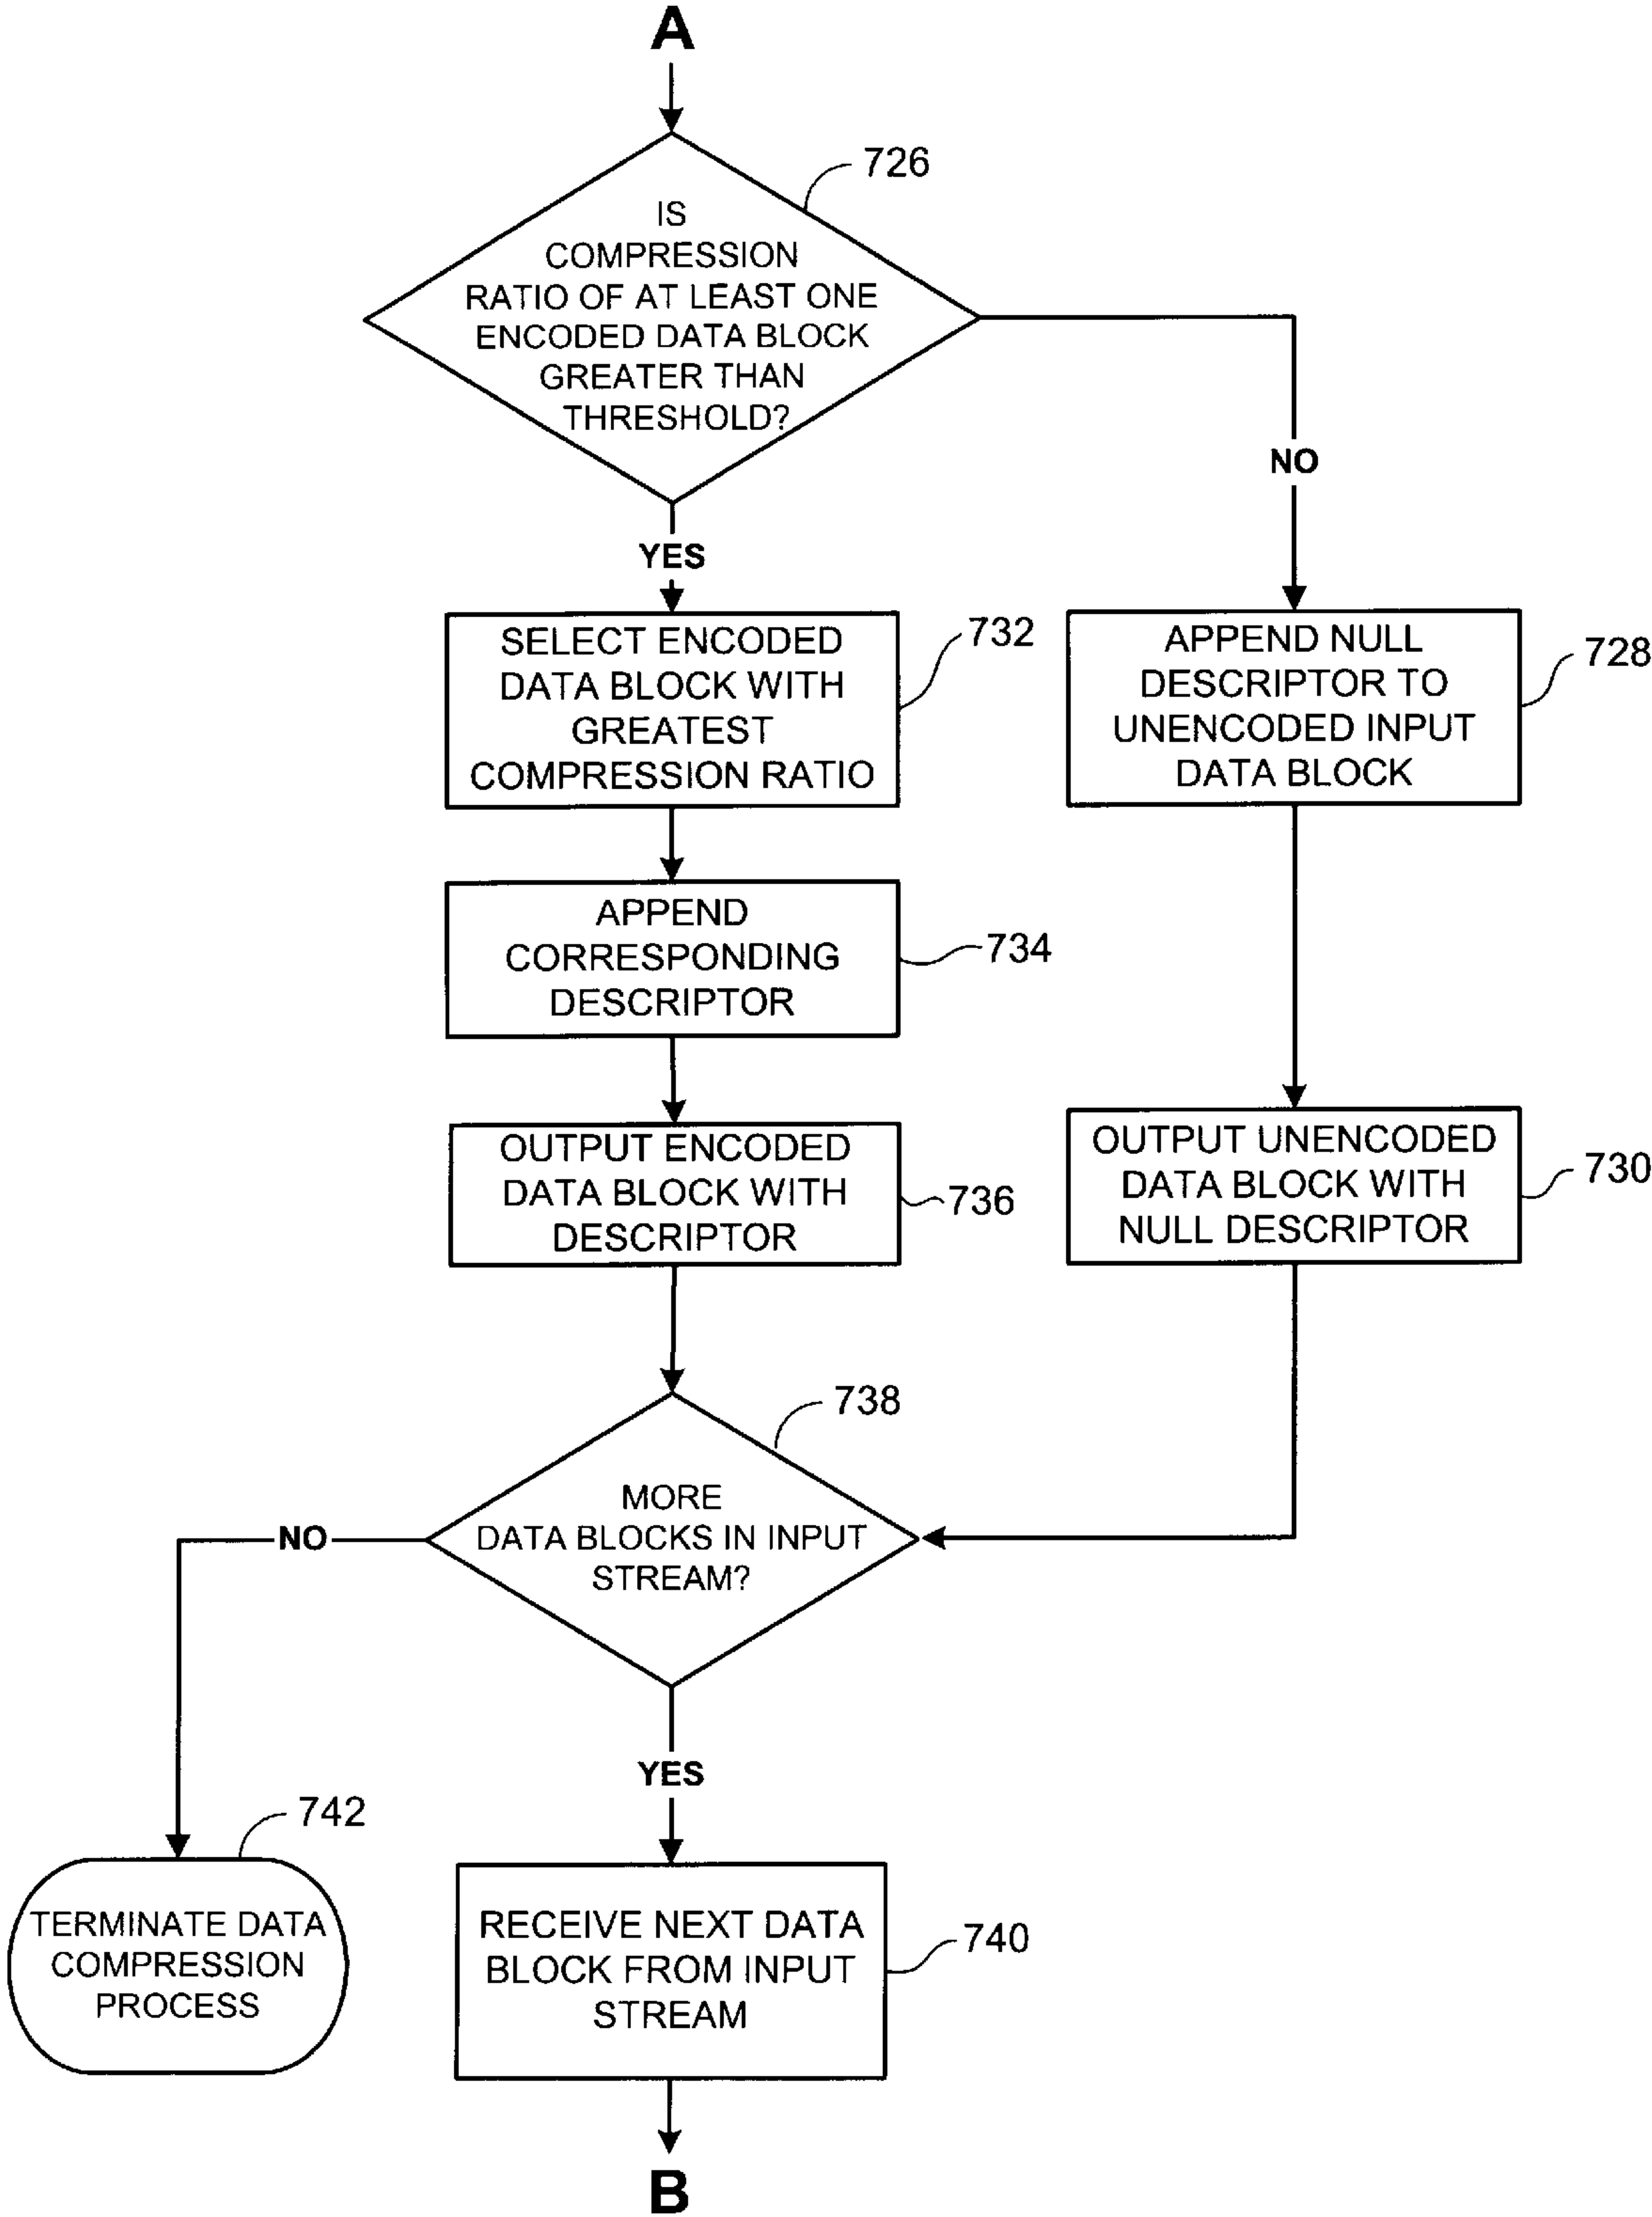 A
726
IS
COMPRESSION
RATIO OF AT LEAST ONE
ENCODED DATA BLOCK
GREATER THAN
THRESHOLD?
NO
YES
SELECT ENCODED
DATA BLOCK WITH
GREATEST
COMPRESSION RATIO
732
APPEND NULL
DESCRIPTOR TO
UNENCODED INPUT
DATA BLOCK
728
APPEND
CORRESPONDING
DESCRIPTOR
734
OUTPUT ENCODED
DATA BLOCK WITH
DESCRIPTOR
736
OUTPUT UNENCODED
DATA BLOCK WITH
NULL DESCRIPTOR
730
738
MORE
DATA BLOCKS IN INPUT
STREAM?
NO
YES
742
TERMINATE DATA
COMPRESSION
PROCESS
RECEIVE NEXT DATA
BLOCK FROM INPUT
STREAM
740
B